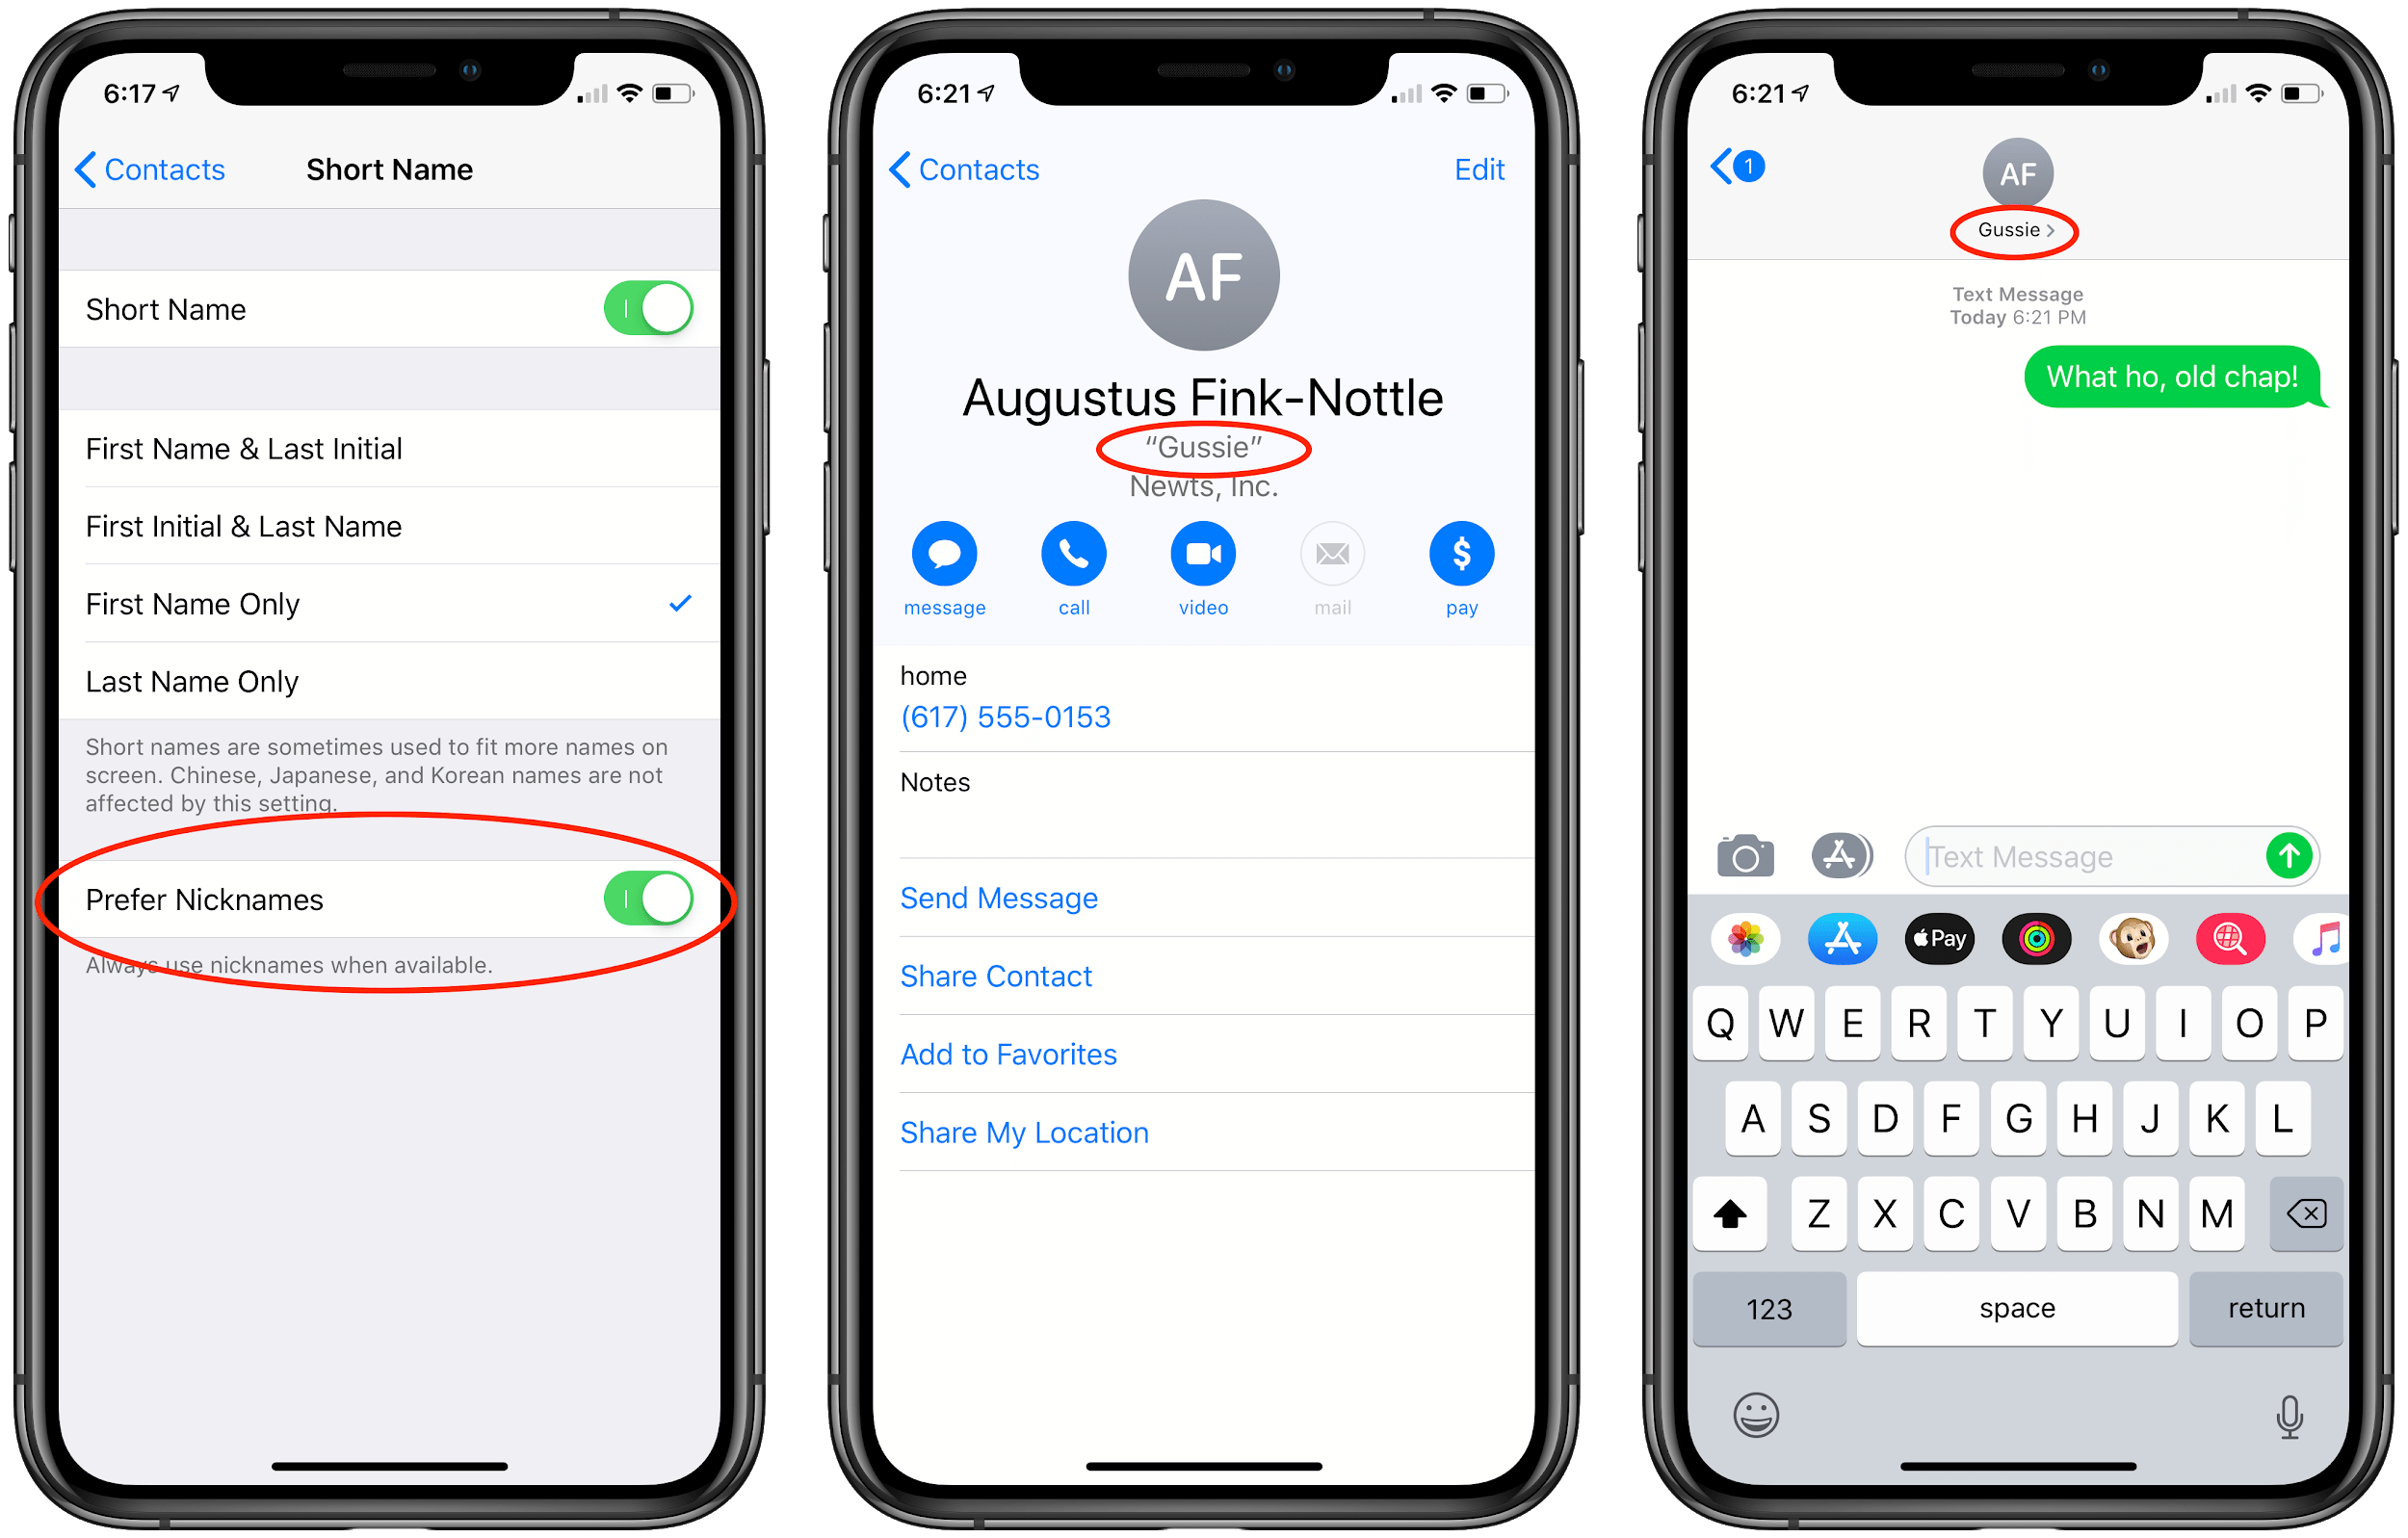 6:17
Contacts
Short Name
Short Name
First Name & Last Initial
First Initial & Last Name
First Name Only
Last Name Only
Short names are sometimes used to fit more names on
screen. Chinese, Japanese, and Korean names are not
affected by this setting.
Prefer Nicknames
Always use nicknames when available.
6:21
Contacts
Edit
AF
Augustus Fink-Nottle
“Gussie”
Newts, Inc.
message
call
video
mail
$
pay
home
(617) 555-0153
Notes
Send Message
Share Contact
Add to Favorites
Share My Location
6:21
1
AF
Gussie
Text Message
Today 6:21 PM
What ho, old chap!
Text Message
Pay
Q W E R T Y U I O P
A S D F G H J K L
Z X C V B N M
123
space
return